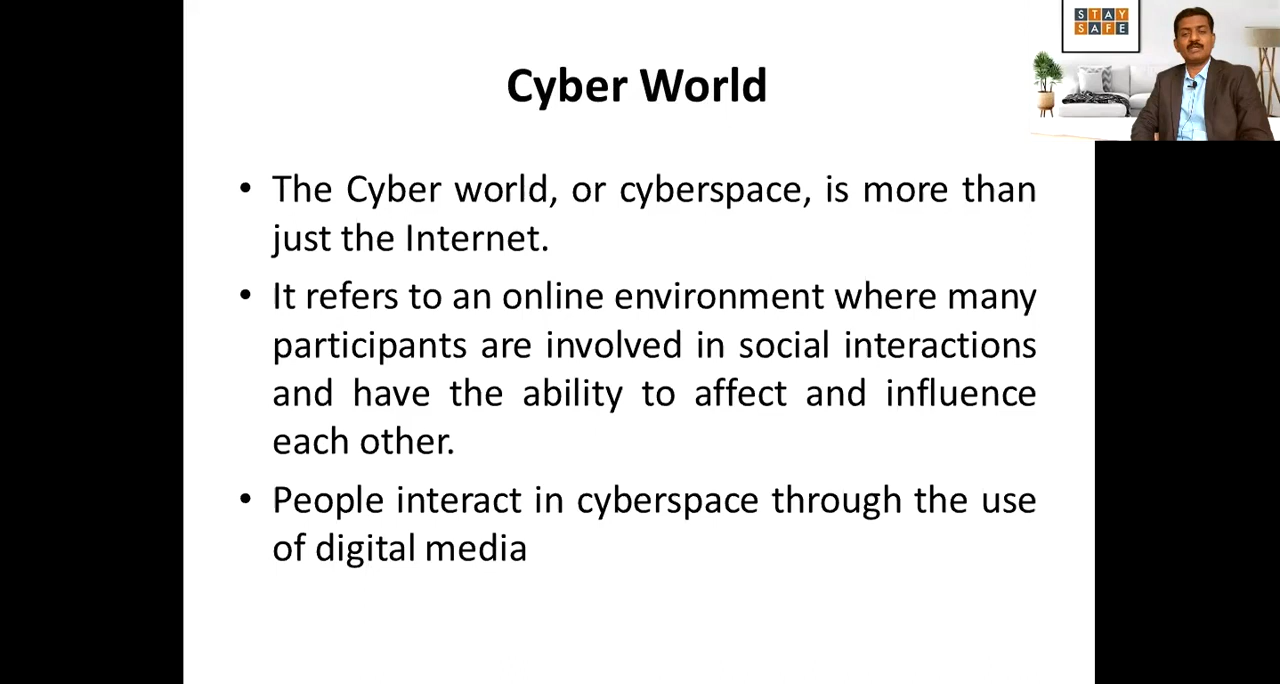 STAY
SAFE
Cyber World
• The Cyber world, or cyberspace, is more than
just the Internet.
• It refers to an online environment where many
participants are involved in social interactions
and have the ability to affect and influence
each other.
• People interact in cyberspace through the use
of digital media